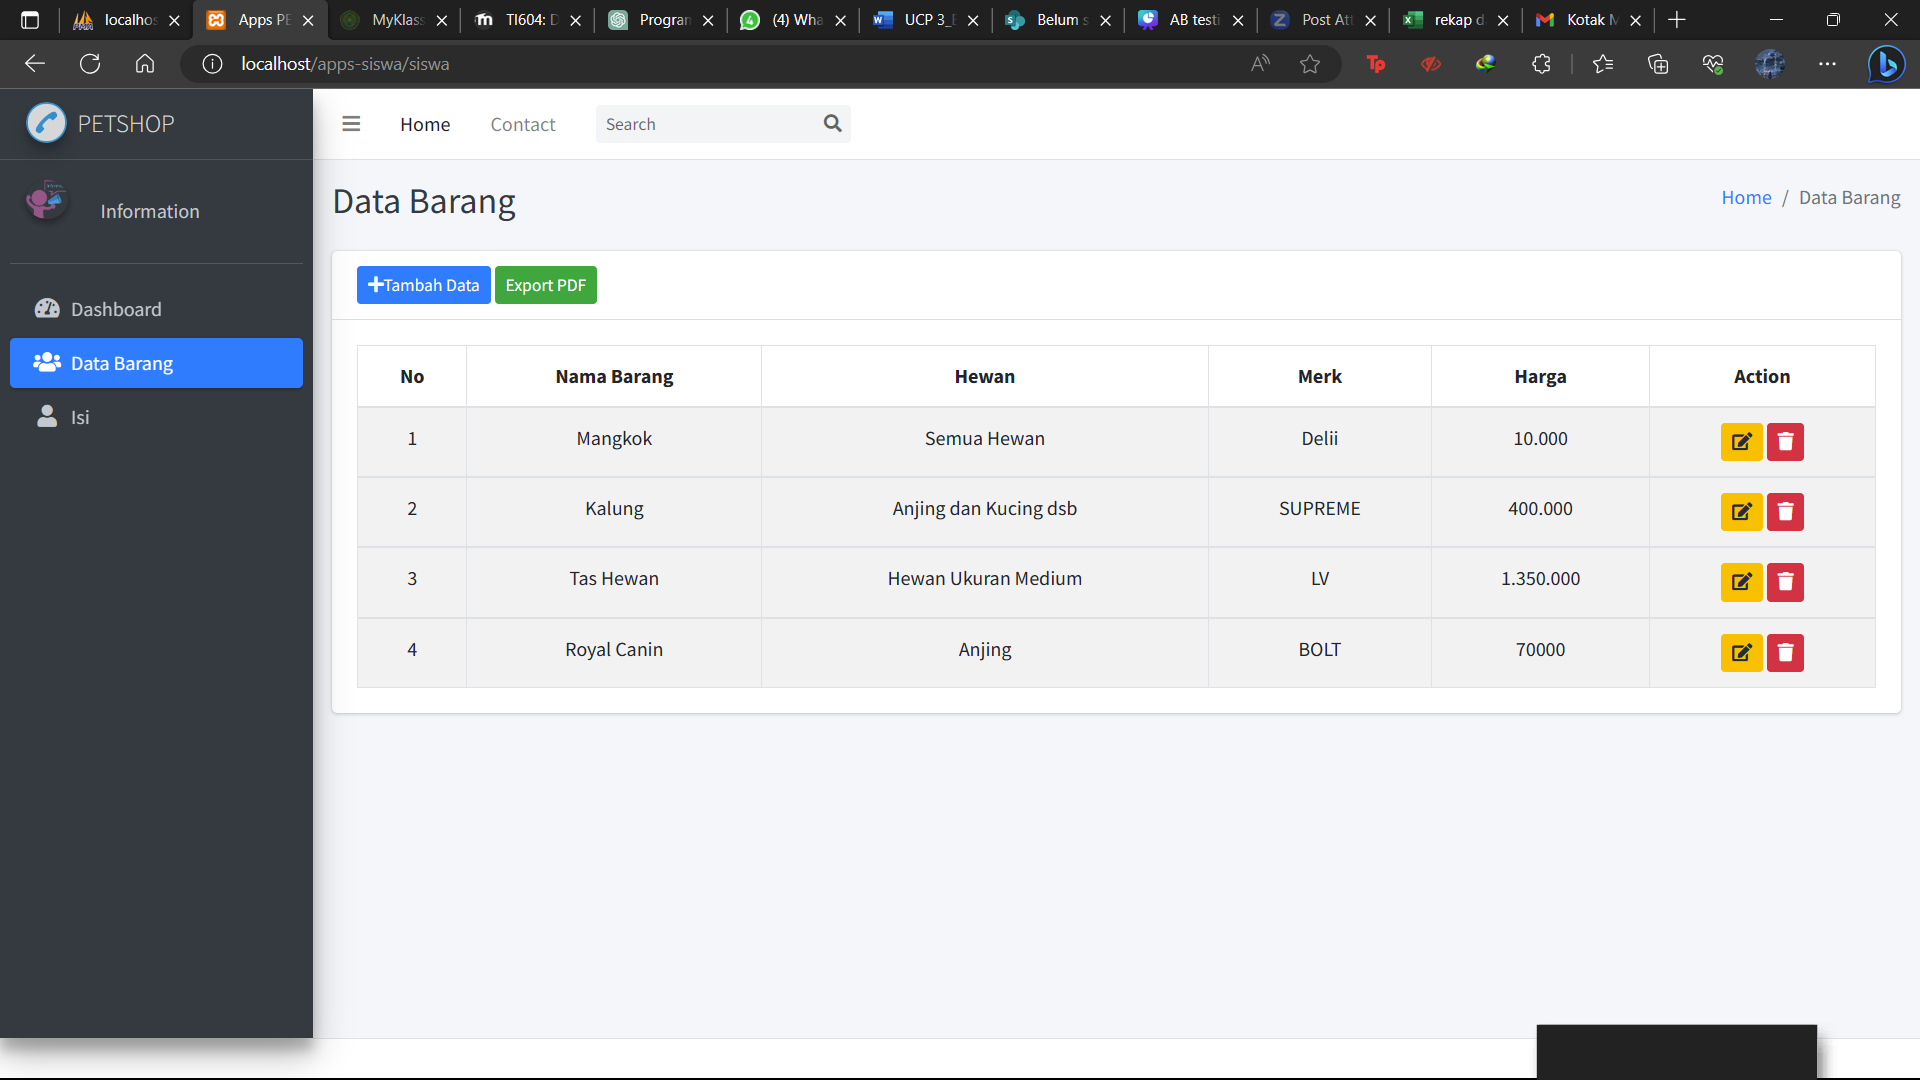 localhos
Apps PE
MyKlass
TI604: D
Program
(4) Wha
UCP 3_
Belum s
AB testi
Post Att
rekap d
Kotak M
localhost/apps-siswa/siswa
PETSHOP
Home Contact Search
Information
Data Barang
Home / Data Barang
Tambah Data Export PDF
Dashboard
Data Barang
Isi
No Nama Barang Hewan Merk Harga Action
1 Mangkok Semua Hewan Delii 10.000
2 Kalung Anjing dan Kucing dsb SUPREME 400.000
3 Tas Hewan Hewan Ukuran Medium LV 1.350.000
4 Royal Canin Anjing BOLT 70000